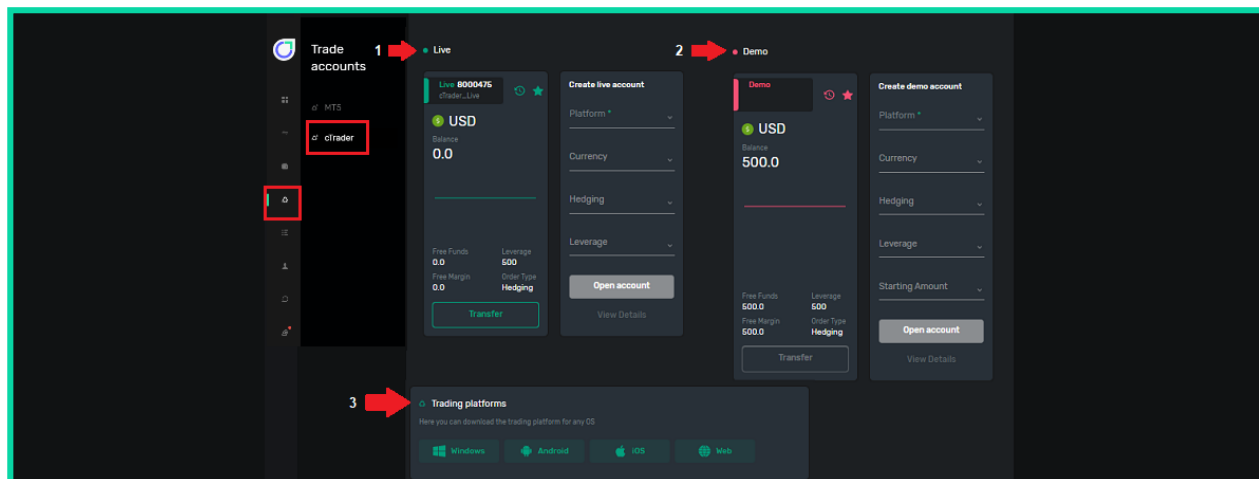 Trade
accounts
MT5
cTrader
1
Live
Live 8000475
cTrader_Live
USD
Balance
0.0
Free Funds
0.0
Leverage
500
Free Margin
0.0
Order Type
Hedging
Transfer
Create live account
Platform *
Currency
Hedging
Leverage
Open account
View Details
2
Demo
Demo
USD
Balance
500.0
Free Funds
500.0
Leverage
500
Free Margin
500.0
Order Type
Hedging
Transfer
Create demo account
Platform *
Currency
Hedging
Leverage
Starting Amount
Open account
View Details
3
Trading platforms
Here you can download the trading platform for any OS
Windows
Android
iOS
Web